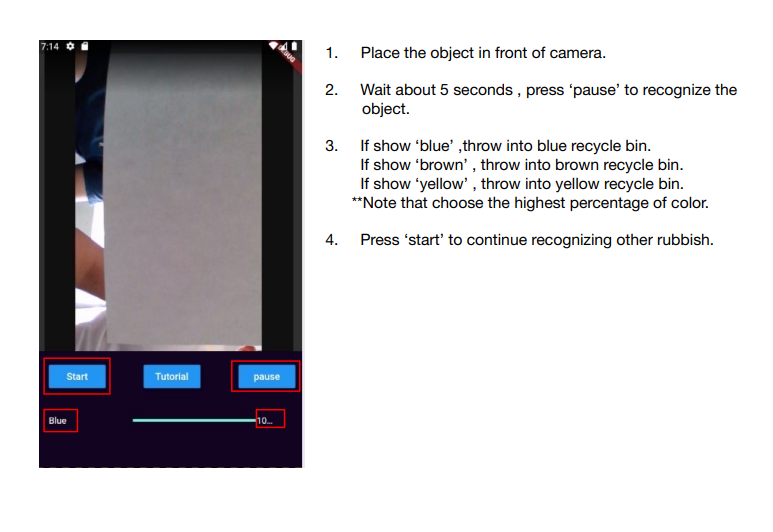 7:14
DEBUG
1. Place the object in front of camera.
2. Wait about 5 seconds , press ‘pause’ to recognize the
object.
3. If show ‘blue’ ,throw into blue recycle bin.
If show ‘brown’ , throw into brown recycle bin.
If show ‘yellow’ , throw into yellow recycle bin.
**Note that choose the highest percentage of color.
4. Press ‘start’ to continue recognizing other rubbish.
Start Tutorial pause
Blue 10...